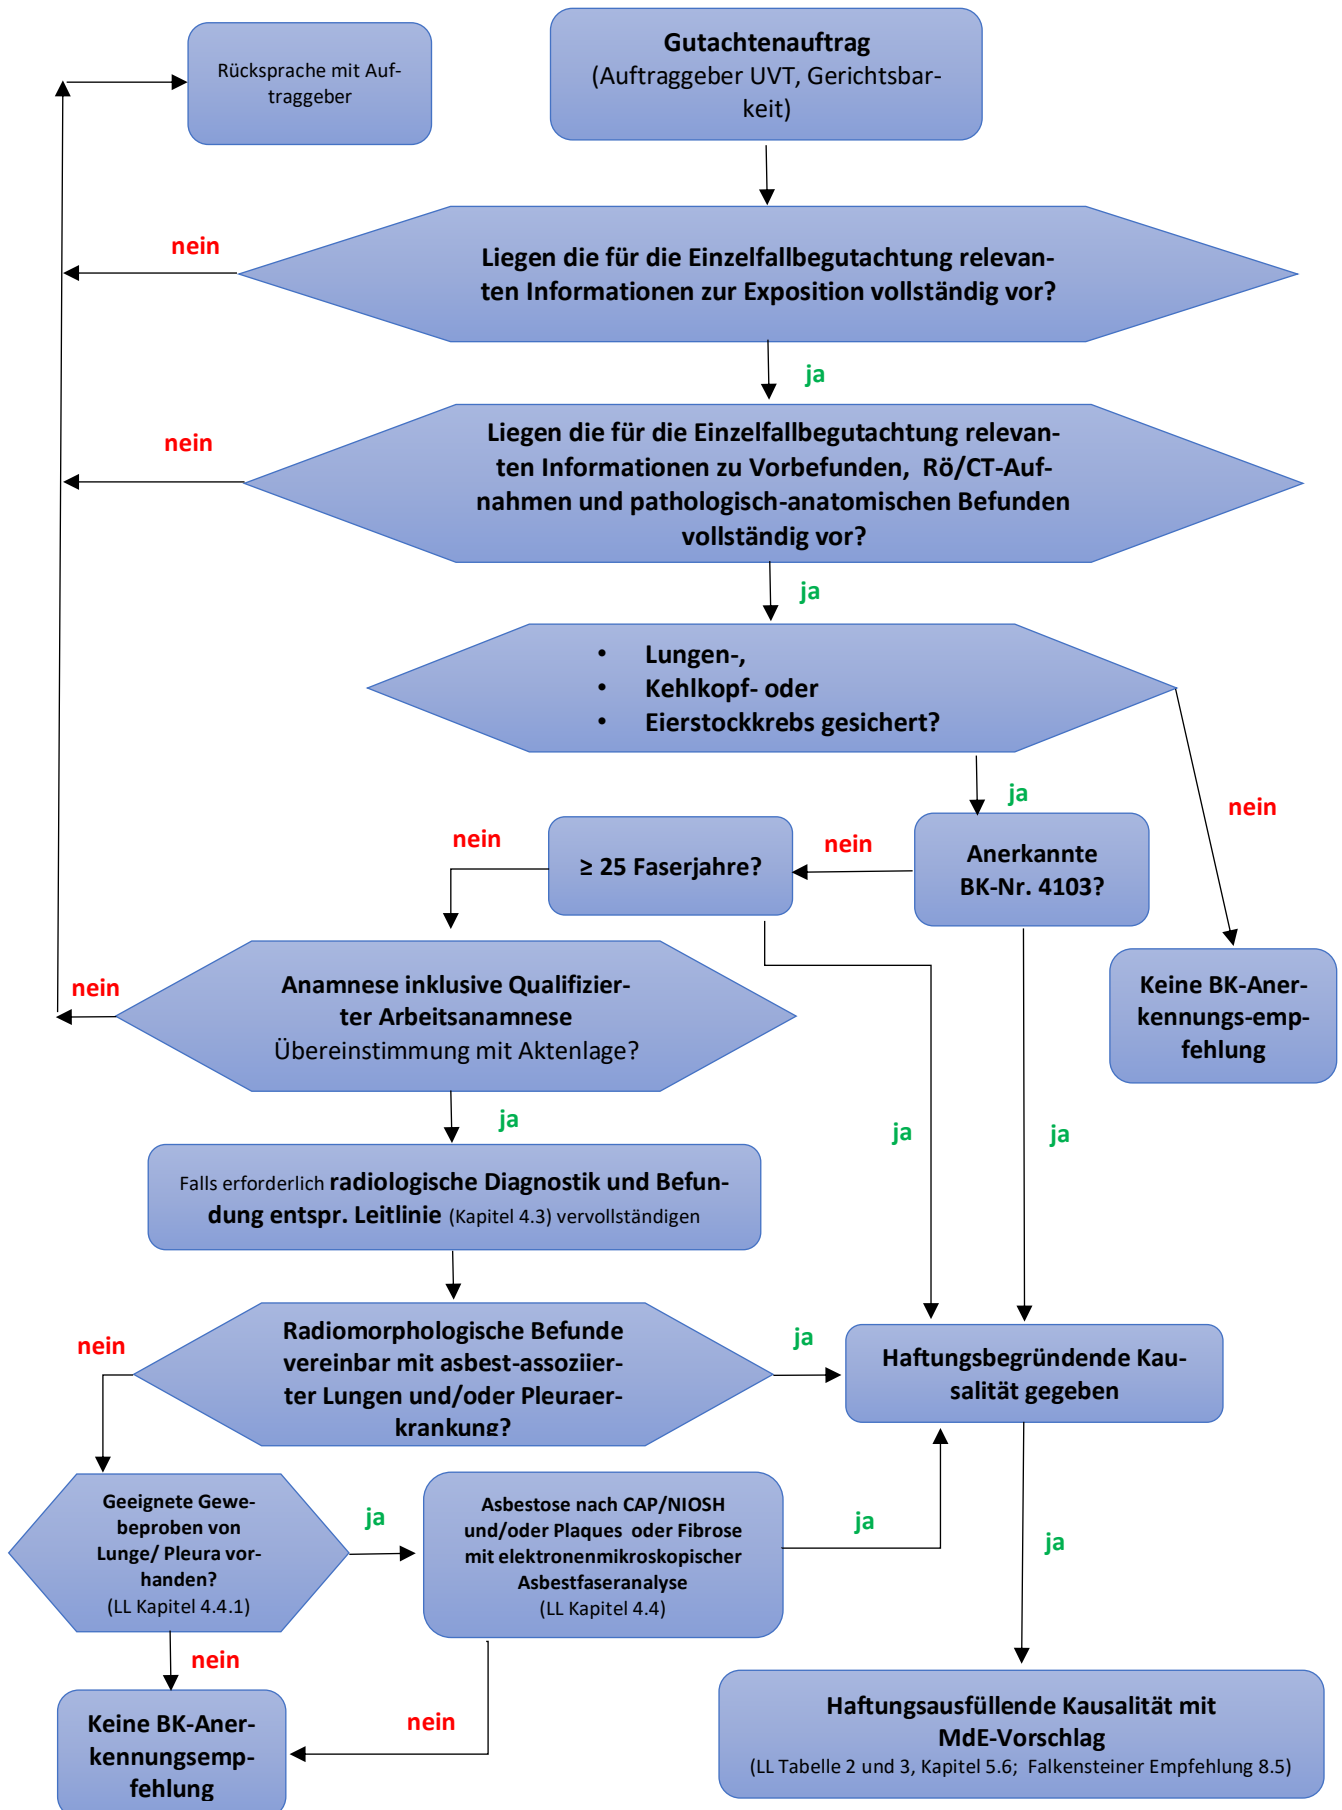 Rücksprache mit Auf-
traggeber
Gutachtenauftrag
(Auftraggeber UVT, Gerichtsbar-
keit)
nein
Liegen die für die Einzelfallbegutachtung relevan-
ten Informationen zur Exposition vollständig vor?
ja
nein
Liegen die für die Einzelfallbegutachtung relevan-
ten Informationen zu Vorbefunden, Rö/CT-Auf-
nahmen und pathologisch-anatomischen Befunden
vollständig vor?
ja
• Lungen-,
• Kehlkopf- oder
• Eierstockkrebs gesichert?
ja
nein
nein
≥ 25 Faserjahre?
nein
Anerkannte
BK-Nr. 4103?
Keine BK-Aner-
kennungs-emp-
fehlung
nein
Anamnese inklusive Qualifizier-
ter Arbeitsanamnese
Übereinstimmung mit Aktenlage?
ja
ja
ja
Falls erforderlich radiologische Diagnostik und Befun-
dung entspr. Leitlinie (Kapitel 4.3) vervollständigen
nein
Radiomorphologische Befunde
vereinbar mit asbest-assoziier-
ter Lungen und/oder Pleuraer-
krankung?
ja
Haftungsbegründende Kau-
salität gegeben
Geeignete Gewe-
beproben von
Lunge/ Pleura vor-
handen?
(LL Kapitel 4.4.1)
ja
Asbestose nach CAP/NIOSH
und/oder Plaques oder Fibrose
mit elektronenmikroskopischer
Asbestfaseranalyse
(LL Kapitel 4.4)
ja
ja
nein
nein
Keine BK-Aner-
kennungsemp-
fehlung
Haftungsausfüllende Kausalität mit
MdE-Vorschlag
(LL Tabelle 2 und 3, Kapitel 5.6; Falkensteiner Empfehlung 8.5)